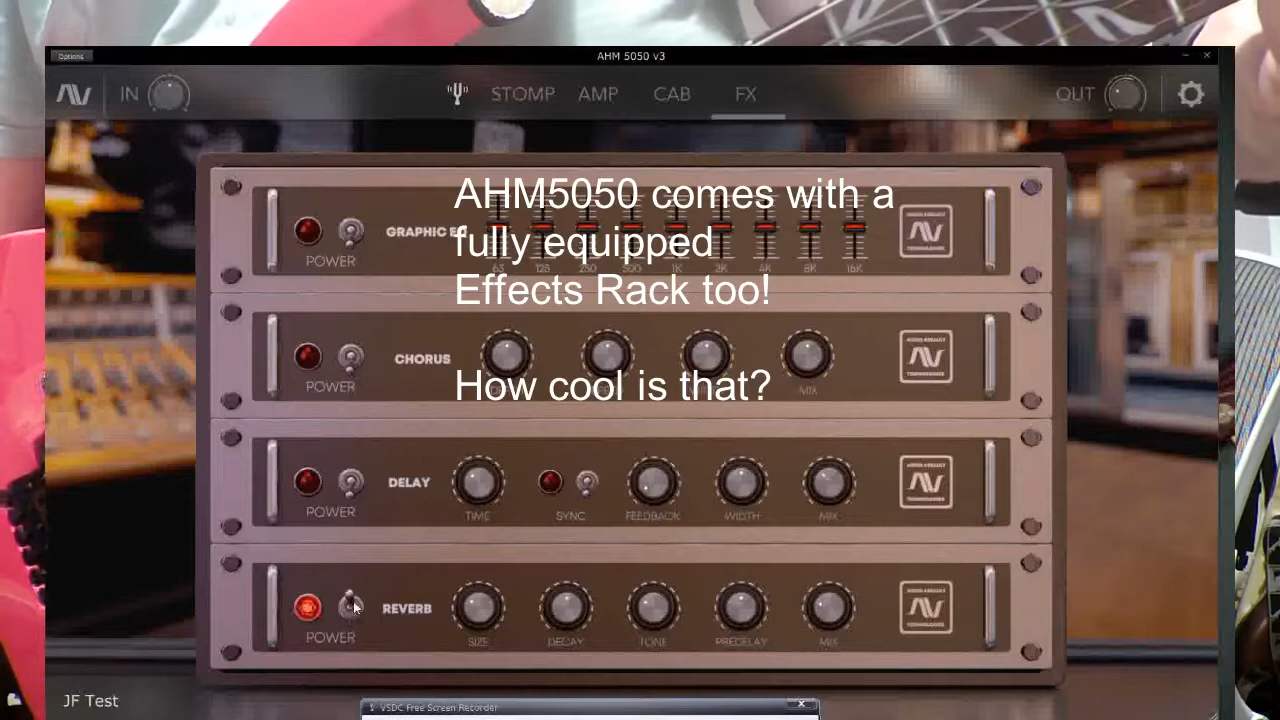 Options
AHM 5050 v3
IN
STOMP AMP CAB FX
OUT
AHM5050 comes with a
fully equipped
Effects Rack too!
How cool is that?
POWER
GRAPHIC EQ
63 125 250 500 1K 2K 4K 8K 16K
POWER
CHORUS
MIX
POWER
DELAY
TIME SYNC FEEDBACK WIDTH MIX
POWER
REVERB
SIZE DECAY TONE PREDELAY MIX
JF Test
VSDC Free Screen Recorder